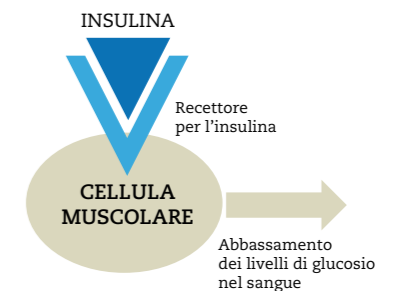 INSULINA
Recettore
per l'insulina
CELLULA
MUSCOLARE
Abbassamento
dei livelli di glucosio
nel sangue